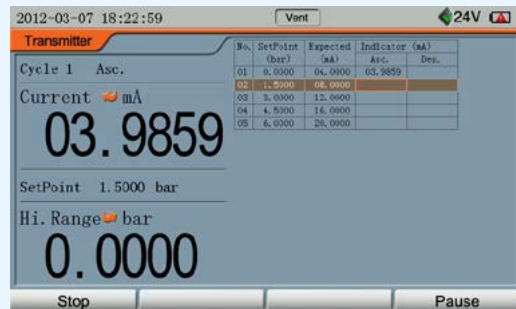 2012-03-07 18:22:59 Vent 24V
Transmitter
Cycle 1 Asc.
Current mA
03.9859
SetPoint 1.5000 bar
Hi.Range bar
0.0000
No. SetPoint Expected Indicator (mA)
(bar) (mA) Asc. Des.
01 0.0000 04.0000 03.9859
02 1.5000 08.0000
03 3.0000 12.0000
04 4.5000 16.0000
05 6.0000 20.0000
Stop Pause